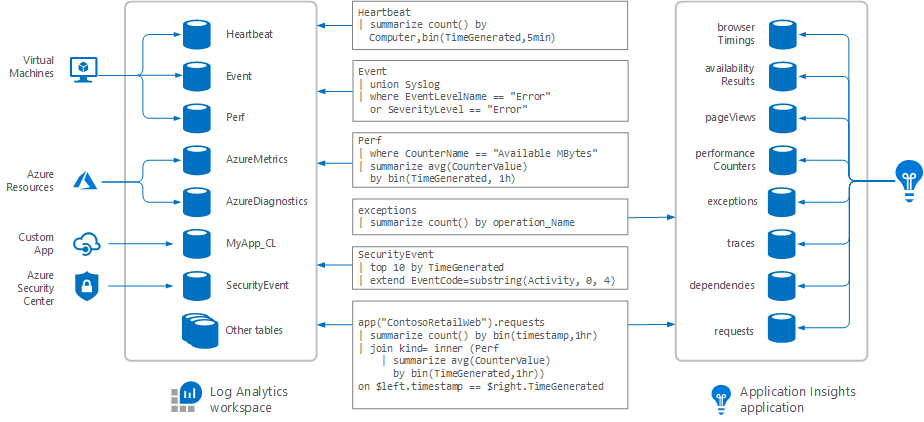 Virtual
Machines
Azure
Resources
Custom
App
Azure
Security
Center
Heartbeat
Event
Perf
AzureMetrics
AzureDiagnostics
MyApp_CL
SecurityEvent
Other tables
Log Analytics
workspace
Heartbeat
| summarize count() by
Computer,bin(TimeGenerated,5min)
Event
| union Syslog
| where EventLevelName == "Error"
or SeverityLevel == "Error"
Perf
| where CounterName == "Available MBytes"
| summarize avg(CounterValue)
by bin(TimeGenerated, 1h)
exceptions
| summarize count() by operation_Name
SecurityEvent
| top 10 by TimeGenerated
| extend EventCode=substring(Activity, 0, 4)
app("ContosoRetailWeb").requests
| summarize count() by bin(timestamp,1hr)
| join kind= inner (Perf
| summarize avg(CounterValue)
by bin(TimeGenerated,1hr))
on $left.timestamp == $right.TimeGenerated
browser
Timings
availability
Results
pageViews
performance
Counters
exceptions
traces
dependencies
requests
Application Insights
application